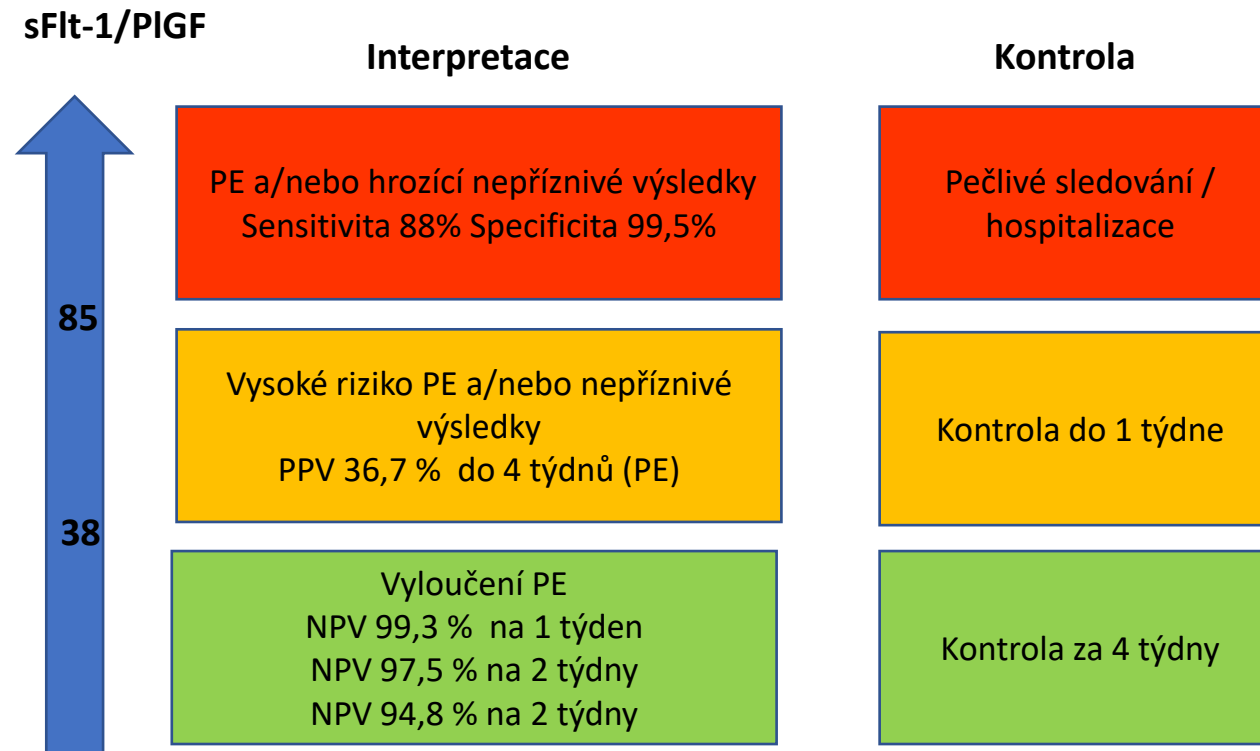 sFlt-1/PlGF
Interpretace
Kontrola
PE a/nebo hrozící nepříznivé výsledky
Sensitivita 88% Specificita 99,5%
Pečlivé sledování /
hospitalizace
85
Vysoké riziko PE a/nebo nepříznivé
výsledky
PPV 36,7 % do 4 týdnů (PE)
Kontrola do 1 týdne
38
Vyloučení PE
NPV 99,3 % na 1 týden
NPV 97,5 % na 2 týdny
NPV 94,8 % na 2 týdny
Kontrola za 4 týdny